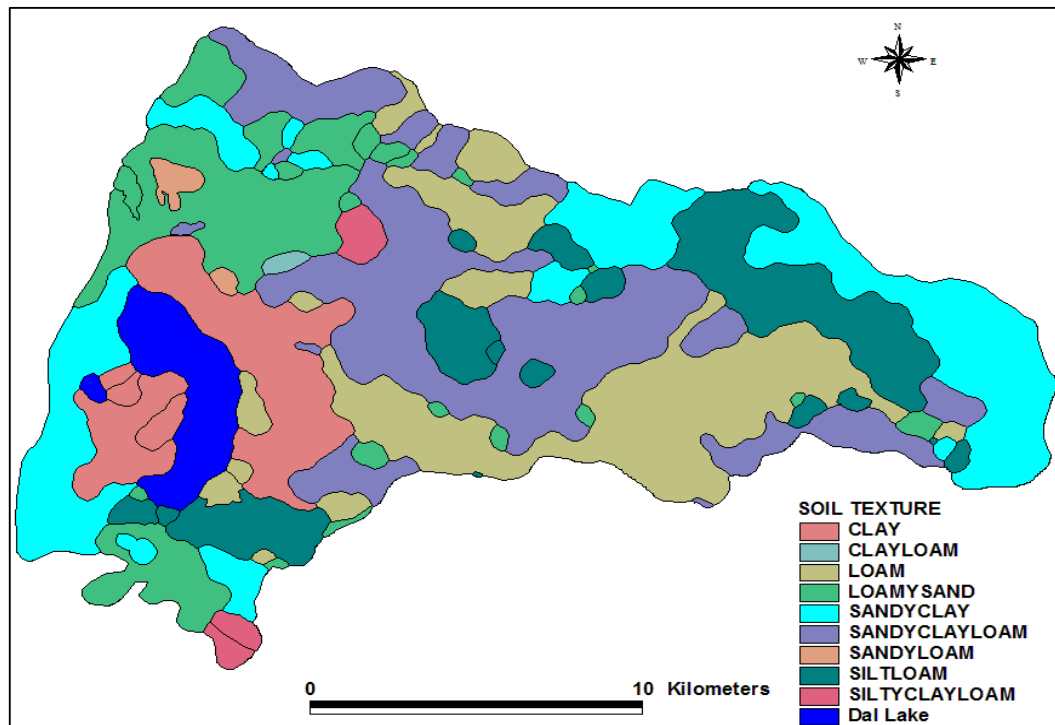 N
W E
S
SOIL TEXTURE
CLAY
CLAYLOAM
LOAM
LOAMYSAND
SANDYCLAY
SANDYCLAYLOAM
SANDYLOAM
SILTLOAM
SILTYCLAYLOAM
Dal Lake
0 10 Kilometers